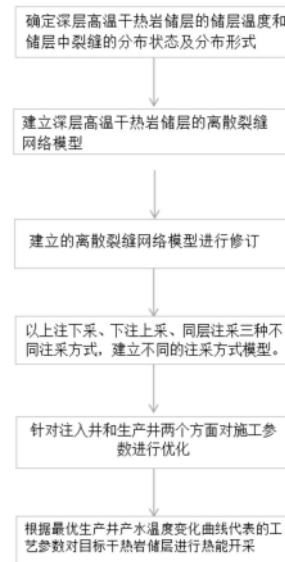 确定深层高温干热岩储层的储层温度和
储层中裂缝的分布状态及分布形式
建立深层高温干热岩储层的离散裂缝
网络模型
建立的离散裂缝网络模型进行修订
以上注下采、下注上采、同层注采三种不
同注采方式，建立不同的注采方式模型。
针对注入井和生产井两个方面对施工参
数进行优化
根据最优生产井产水温度变化曲线代表的工
艺参数对目标干热岩储层进行热能开采